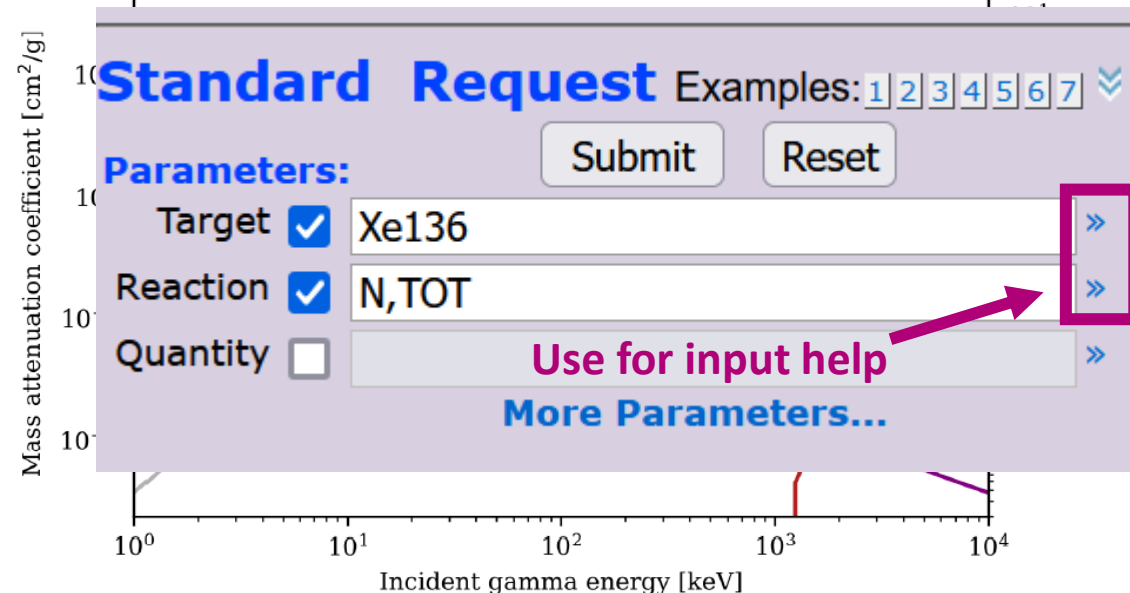 Standard Request Examples: 1 2 3 4 5 6 7
Submit Reset
Parameters:
Target Xe136 »
Reaction N,TOT »
Quantity »
Use for input help
More Parameters...
Mass attenuation coefficient [cm²/g]
10⁰ 10¹ 10² 10³ 10⁴
Incident gamma energy [keV]